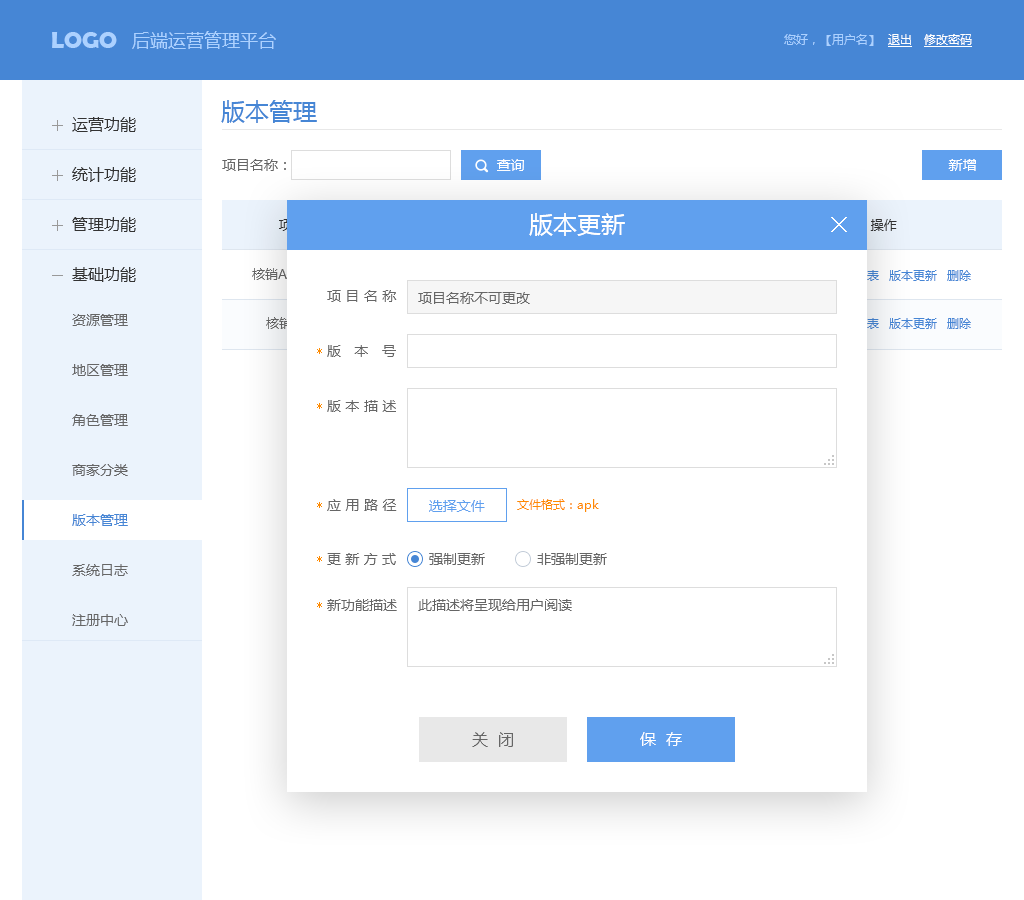 LOGO 后端运营管理平台
您好，【用户名】 退出 修改密码
运营功能
统计功能
管理功能
基础功能
资源管理
地区管理
角色管理
商家分类
版本管理
系统日志
注册中心
版本管理
项目名称： 查询 新增
操作
核销A
表 版本更新 删除
核销
表 版本更新 删除
版本更新
项目名称 项目名称不可更改
* 版本号
* 版本描述
* 应用路径 选择文件 文件格式：apk
* 更新方式 强制更新 非强制更新
* 新功能描述 此描述将呈现给用户阅读
关 闭 保 存